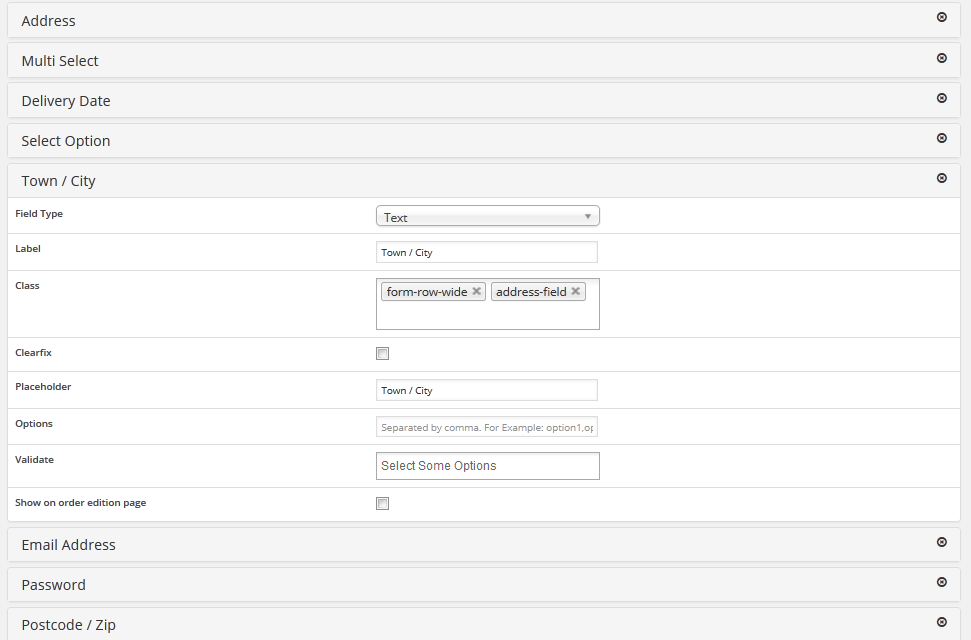 Address
Multi Select
Delivery Date
Select Option
Town / City
Field Type
Text
Label
Town / City
Class
form-row-wide address-field
Clearfix
Placeholder
Town / City
Options
Separated by comma. For Example: option1,op
Validate
Select Some Options
Show on order edition page
Email Address
Password
Postcode / Zip